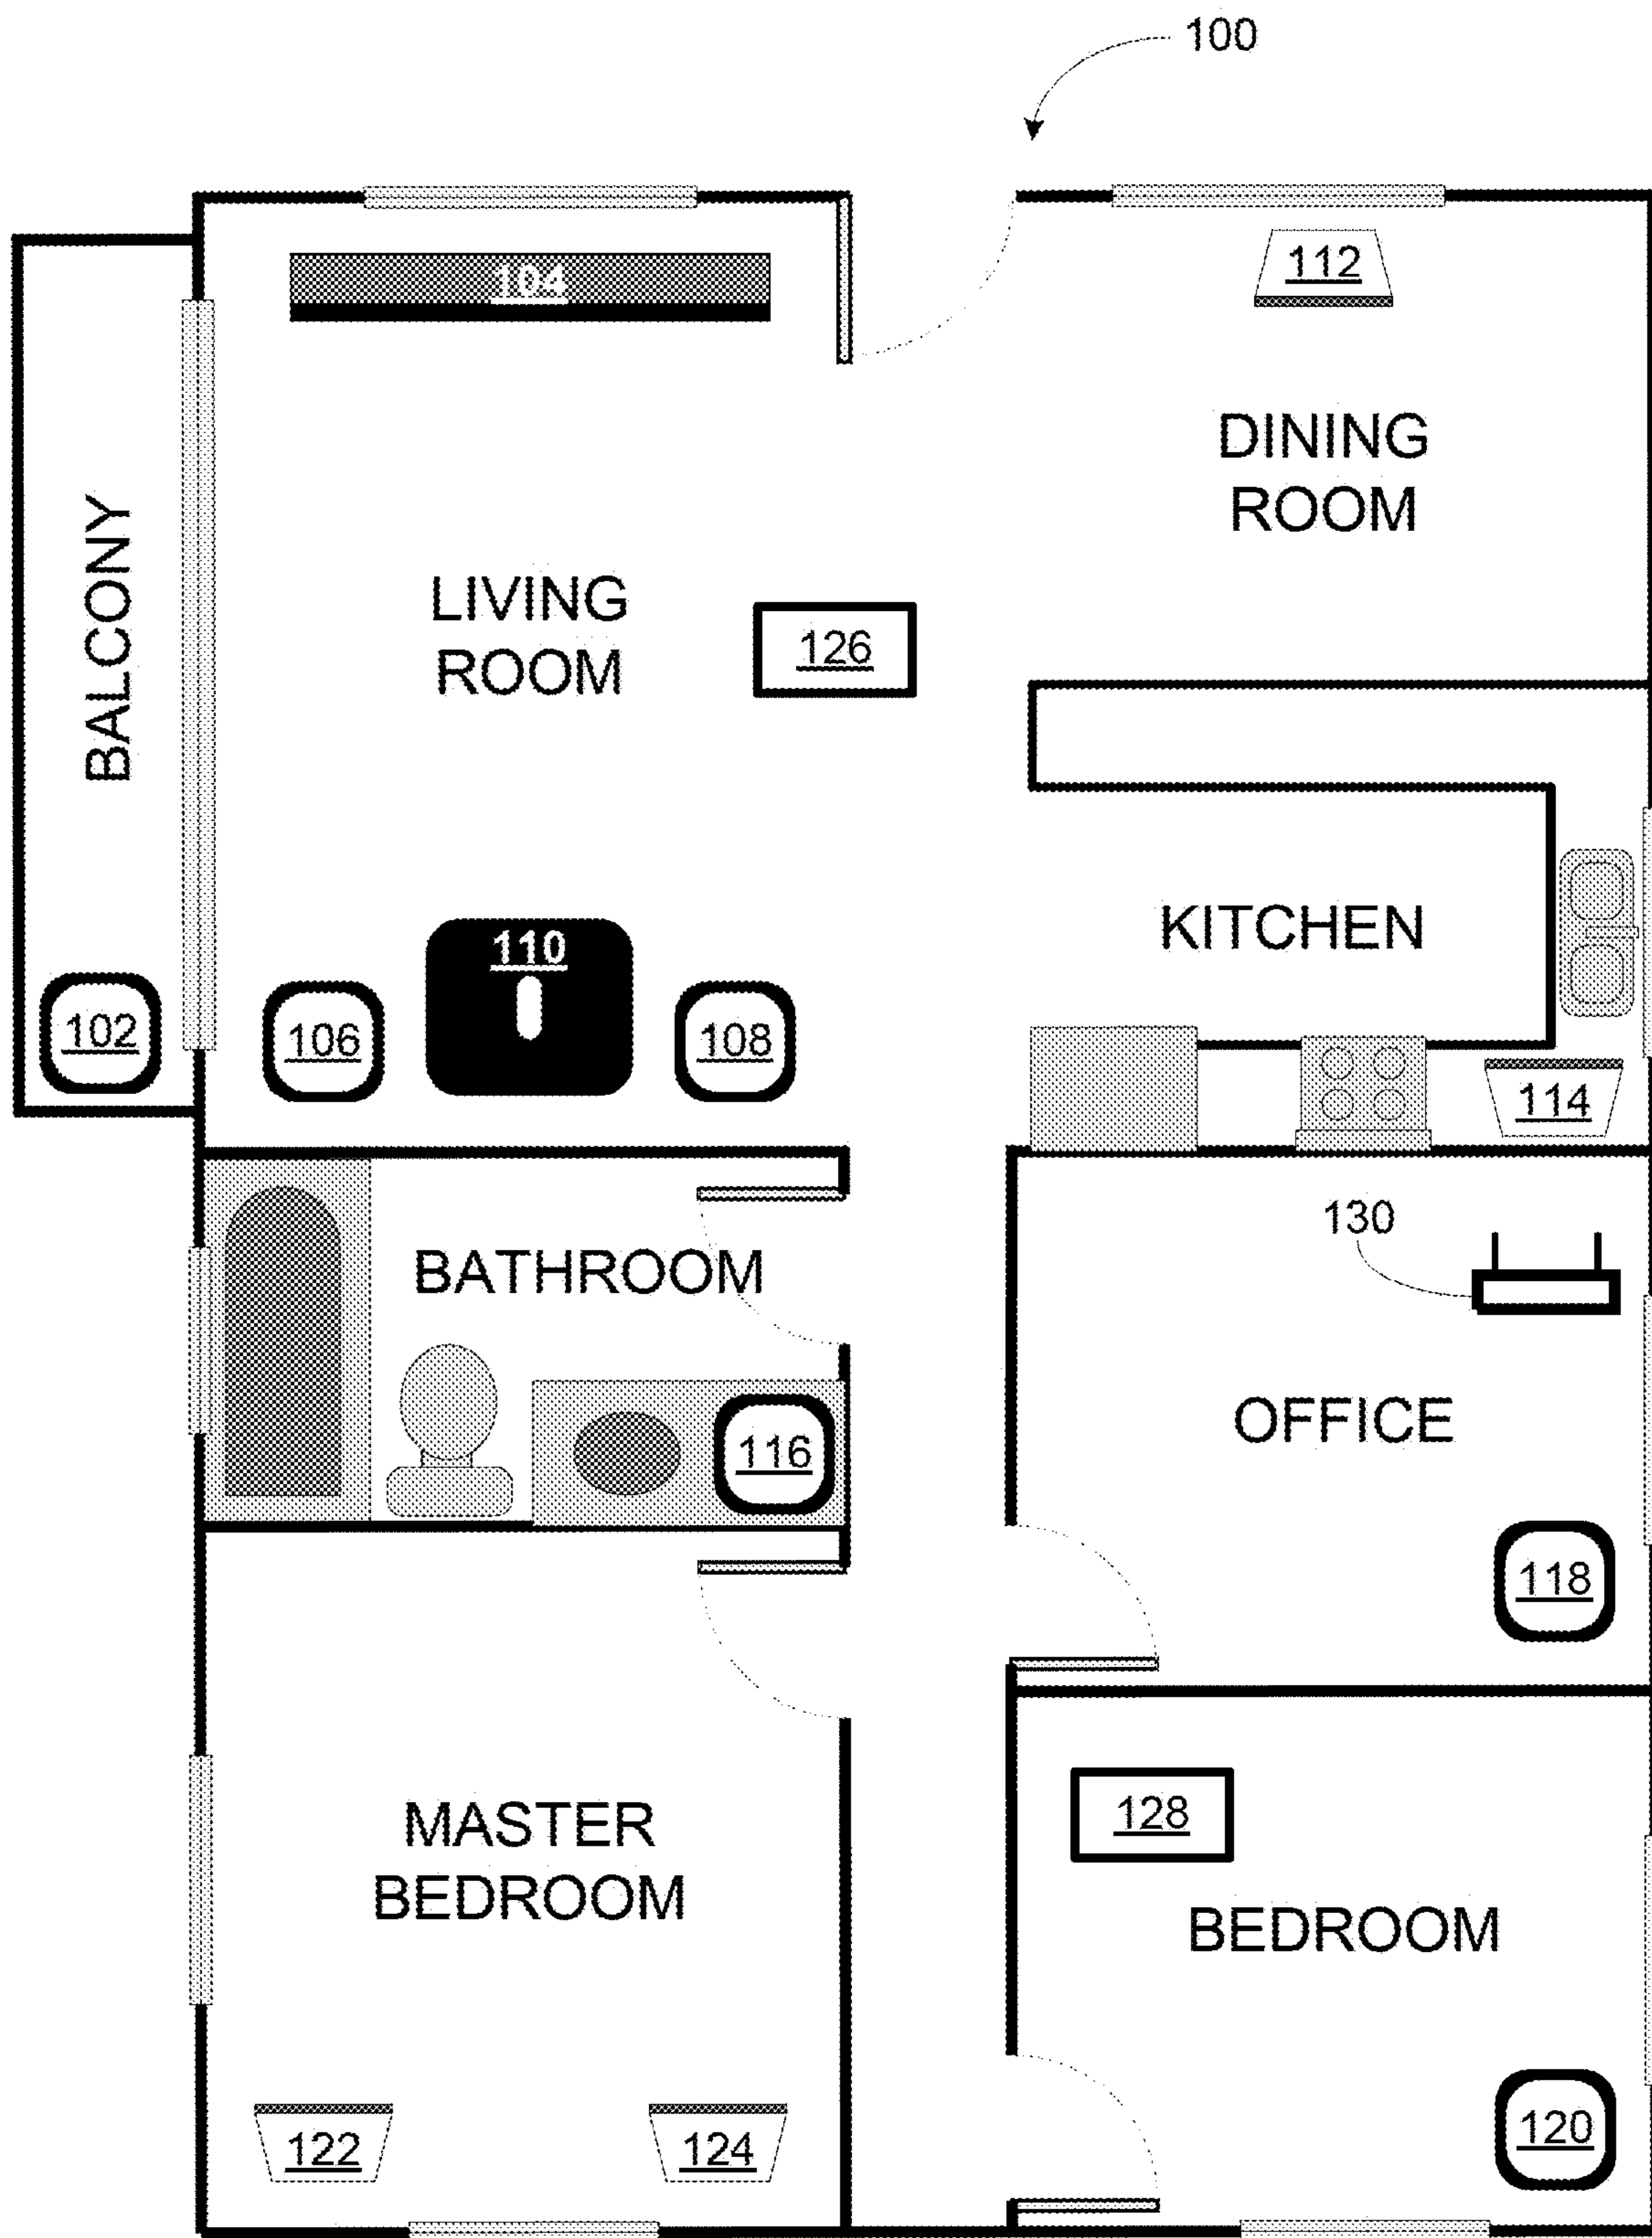 100
104
112
DINING
ROOM
BALCONY
LIVING
ROOM
126
KITCHEN
110
102
106
108
114
130
BATHROOM
OFFICE
116
118
MASTER
BEDROOM
128
BEDROOM
122
124
120